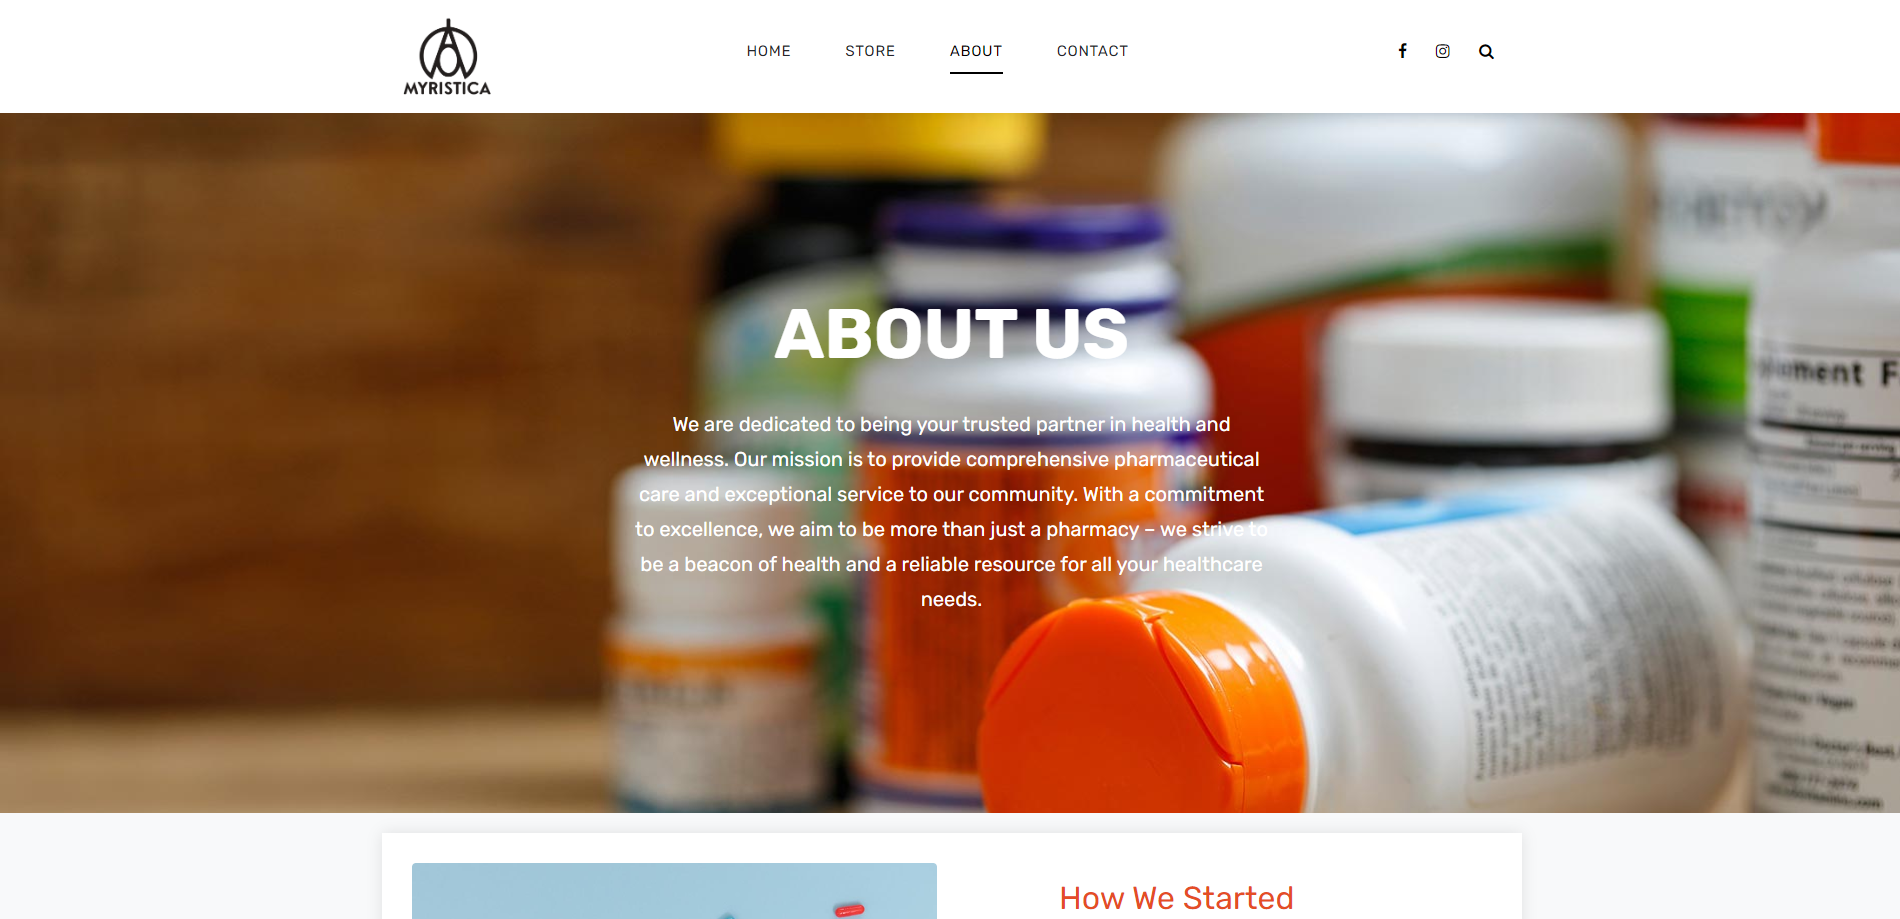 MYRISTICA
HOME
STORE
ABOUT
CONTACT
ABOUT US
We are dedicated to being your trusted partner in health and
wellness. Our mission is to provide comprehensive pharmaceutical
care and exceptional service to our community. With a commitment
to excellence, we aim to be more than just a pharmacy – we strive to
be a beacon of health and a reliable resource for all your healthcare
needs.
How We Started